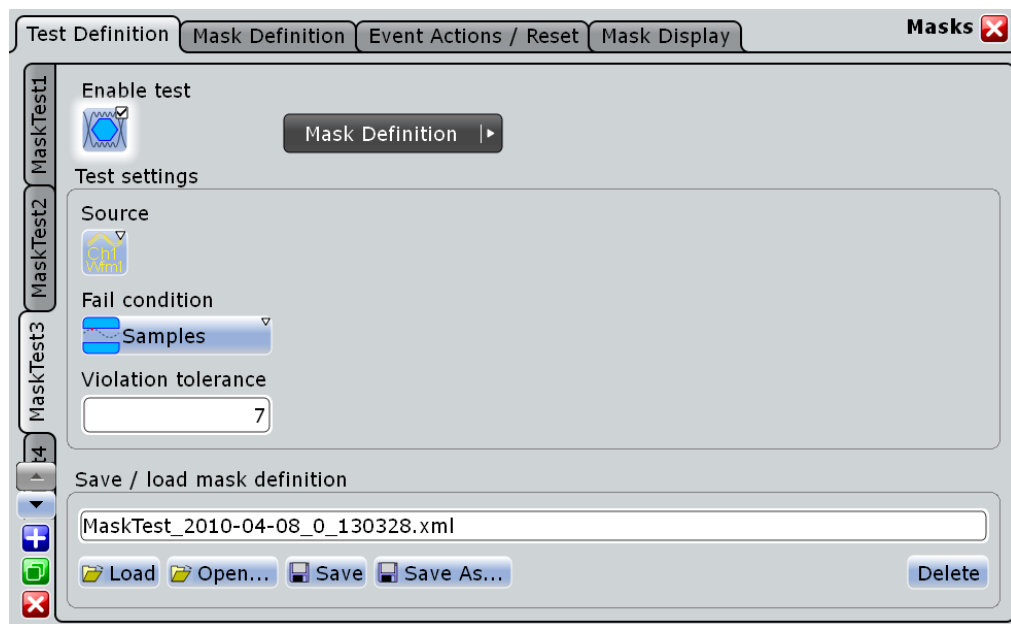 Test Definition Mask Definition Event Actions / Reset Mask Display Masks
MaskTest1
MaskTest2
MaskTest3
t4
Enable test
Mask Definition
Test settings
Source
Ch1
Wfm1
Fail condition
Samples
Violation tolerance
7
Save / load mask definition
MaskTest_2010-04-08_0_130328.xml
Load Open... Save Save As... Delete